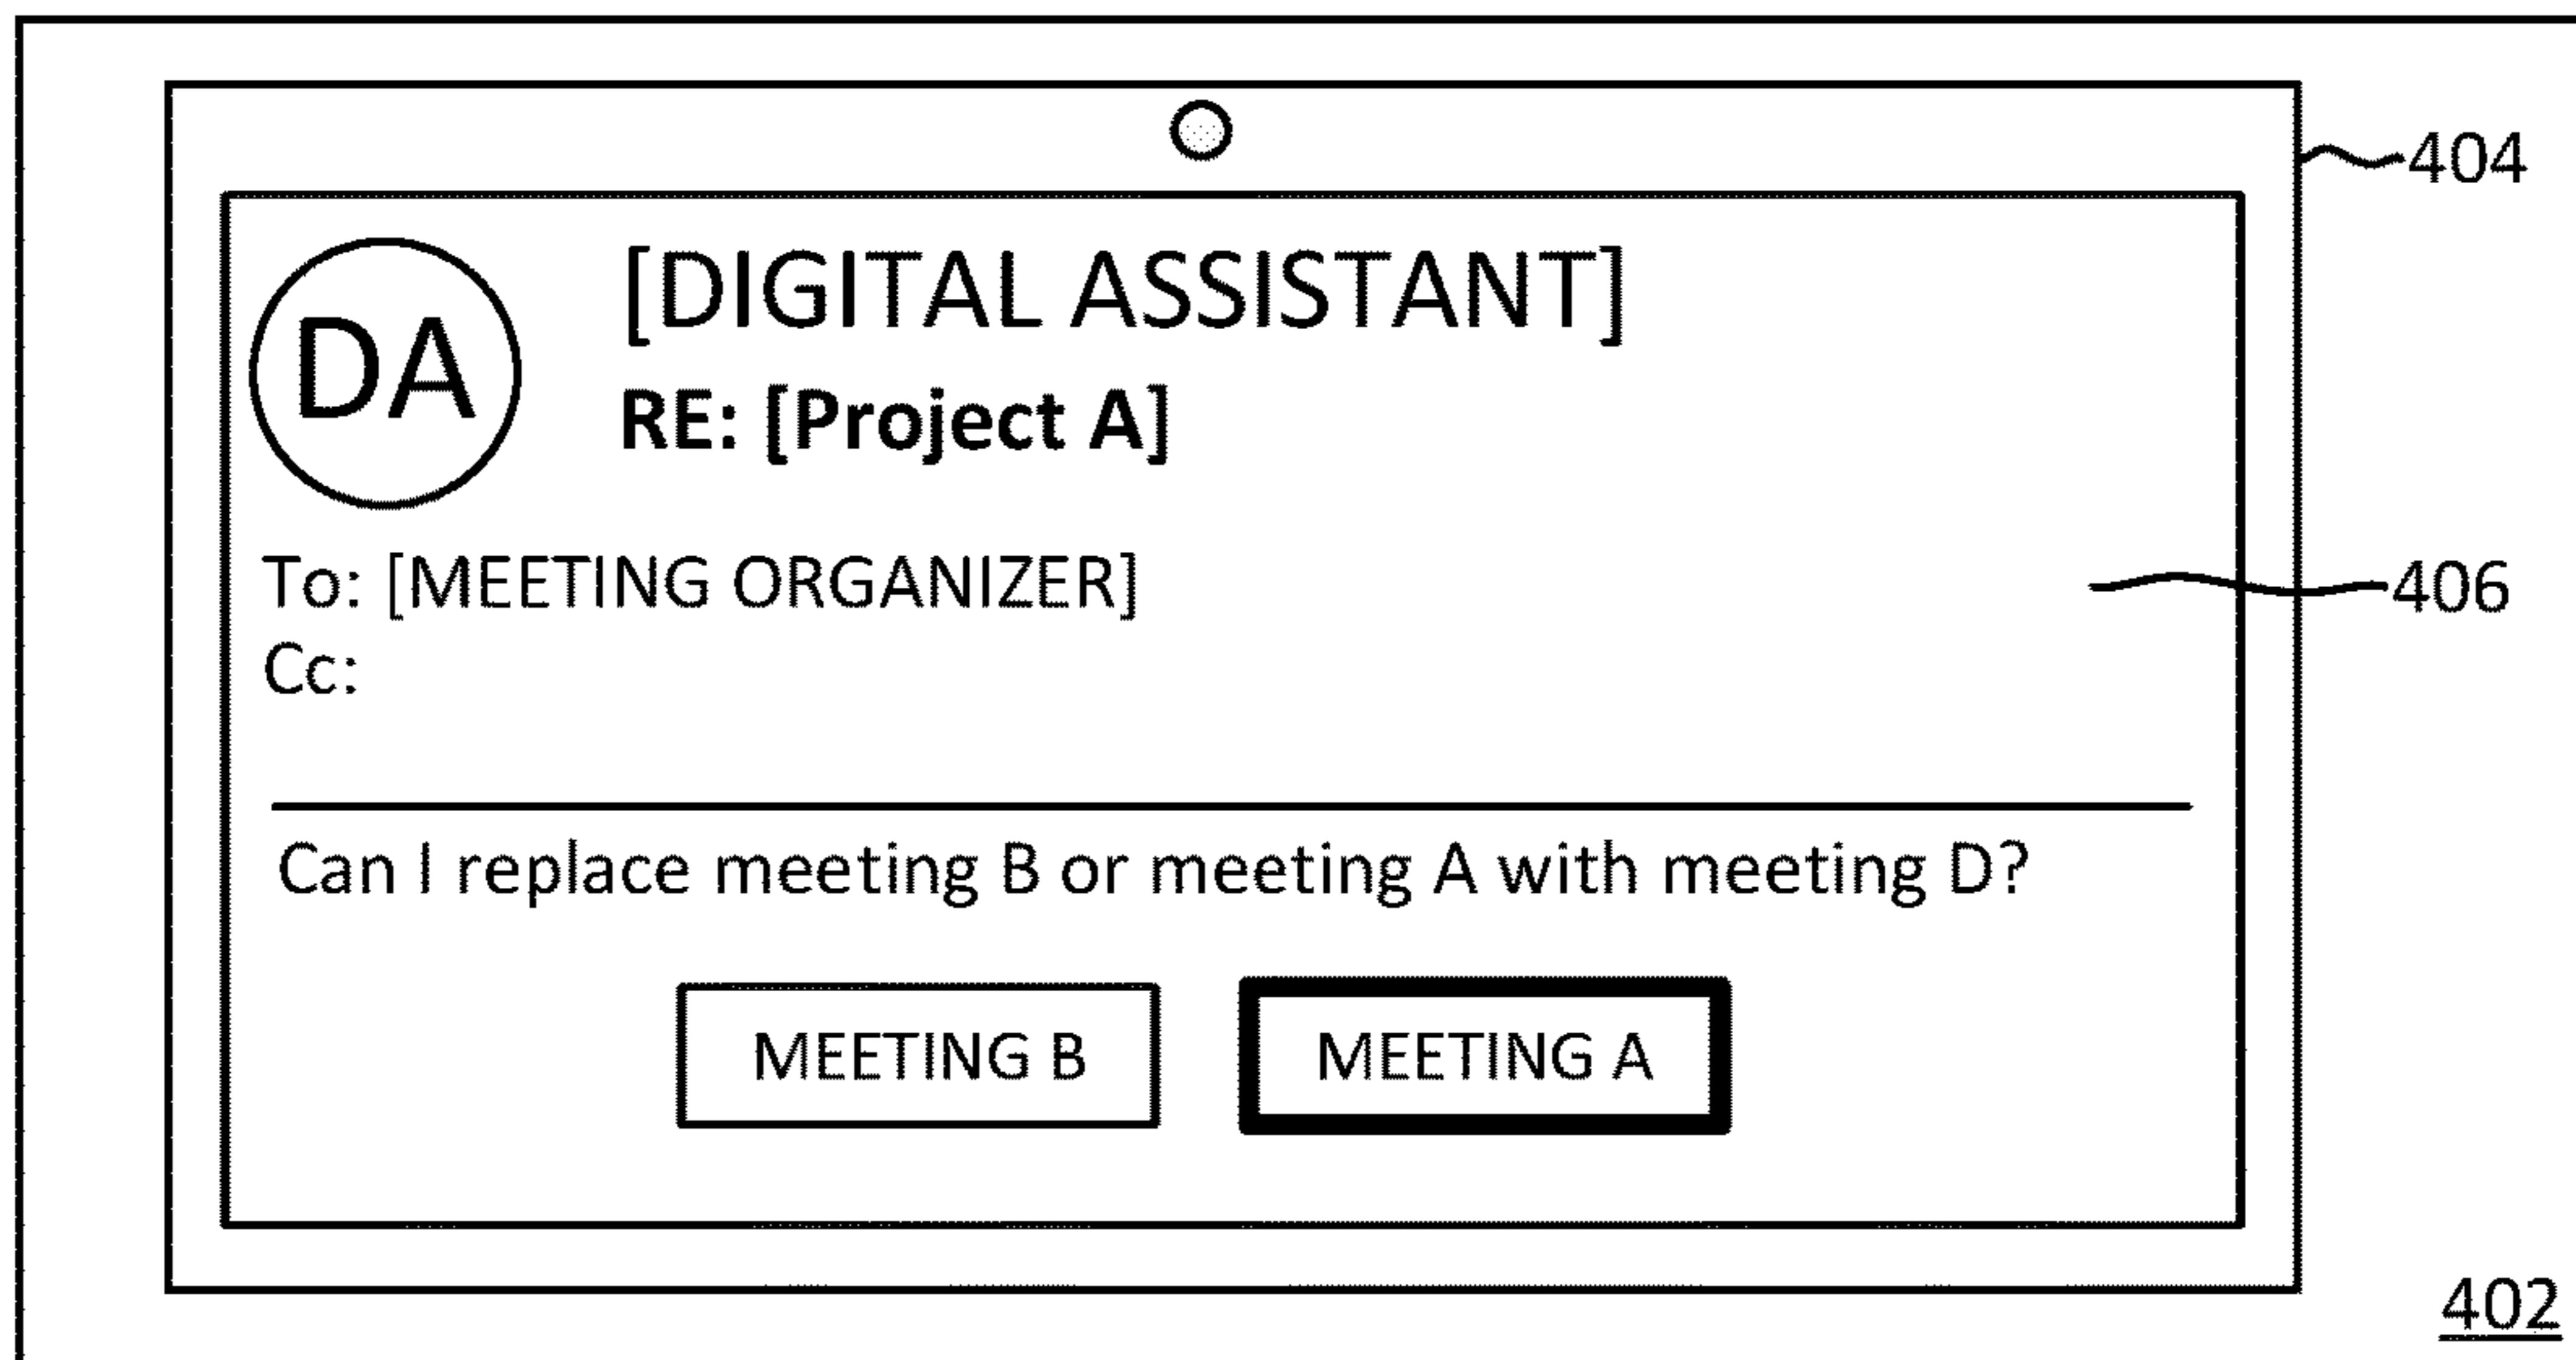 404
DA
[DIGITAL ASSISTANT]
RE: [Project A]
To: [MEETING ORGANIZER]
406
Cc:
Can I replace meeting B or meeting A with meeting D?
MEETING B
MEETING A
402